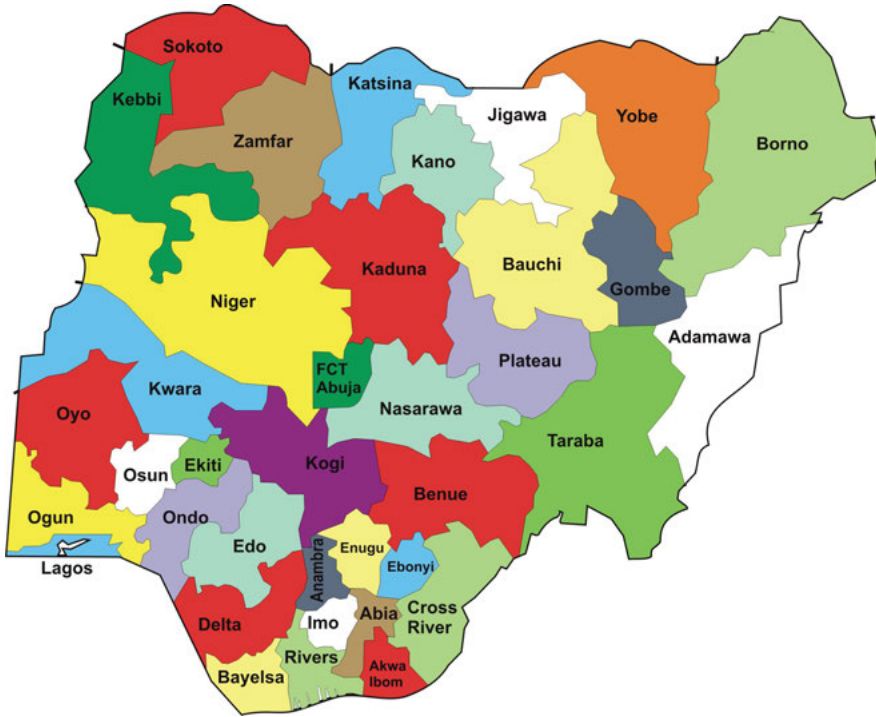 Sokoto
Kebbi
Katsina
Zamfar
Jigawa
Yobe
Borno
Kano
Kaduna
Bauchi
Gombe
Niger
Adamawa
Plateau
FCT
Abuja
Kwara
Nasarawa
Oyo
Taraba
Osun
Ekiti
Kogi
Benue
Ogun
Ondo
Edo
Enugu
Anambra
Ebonyi
Lagos
Delta
Imo
Abia
Cross
River
Rivers
Bayelsa
Akwa
Ibom